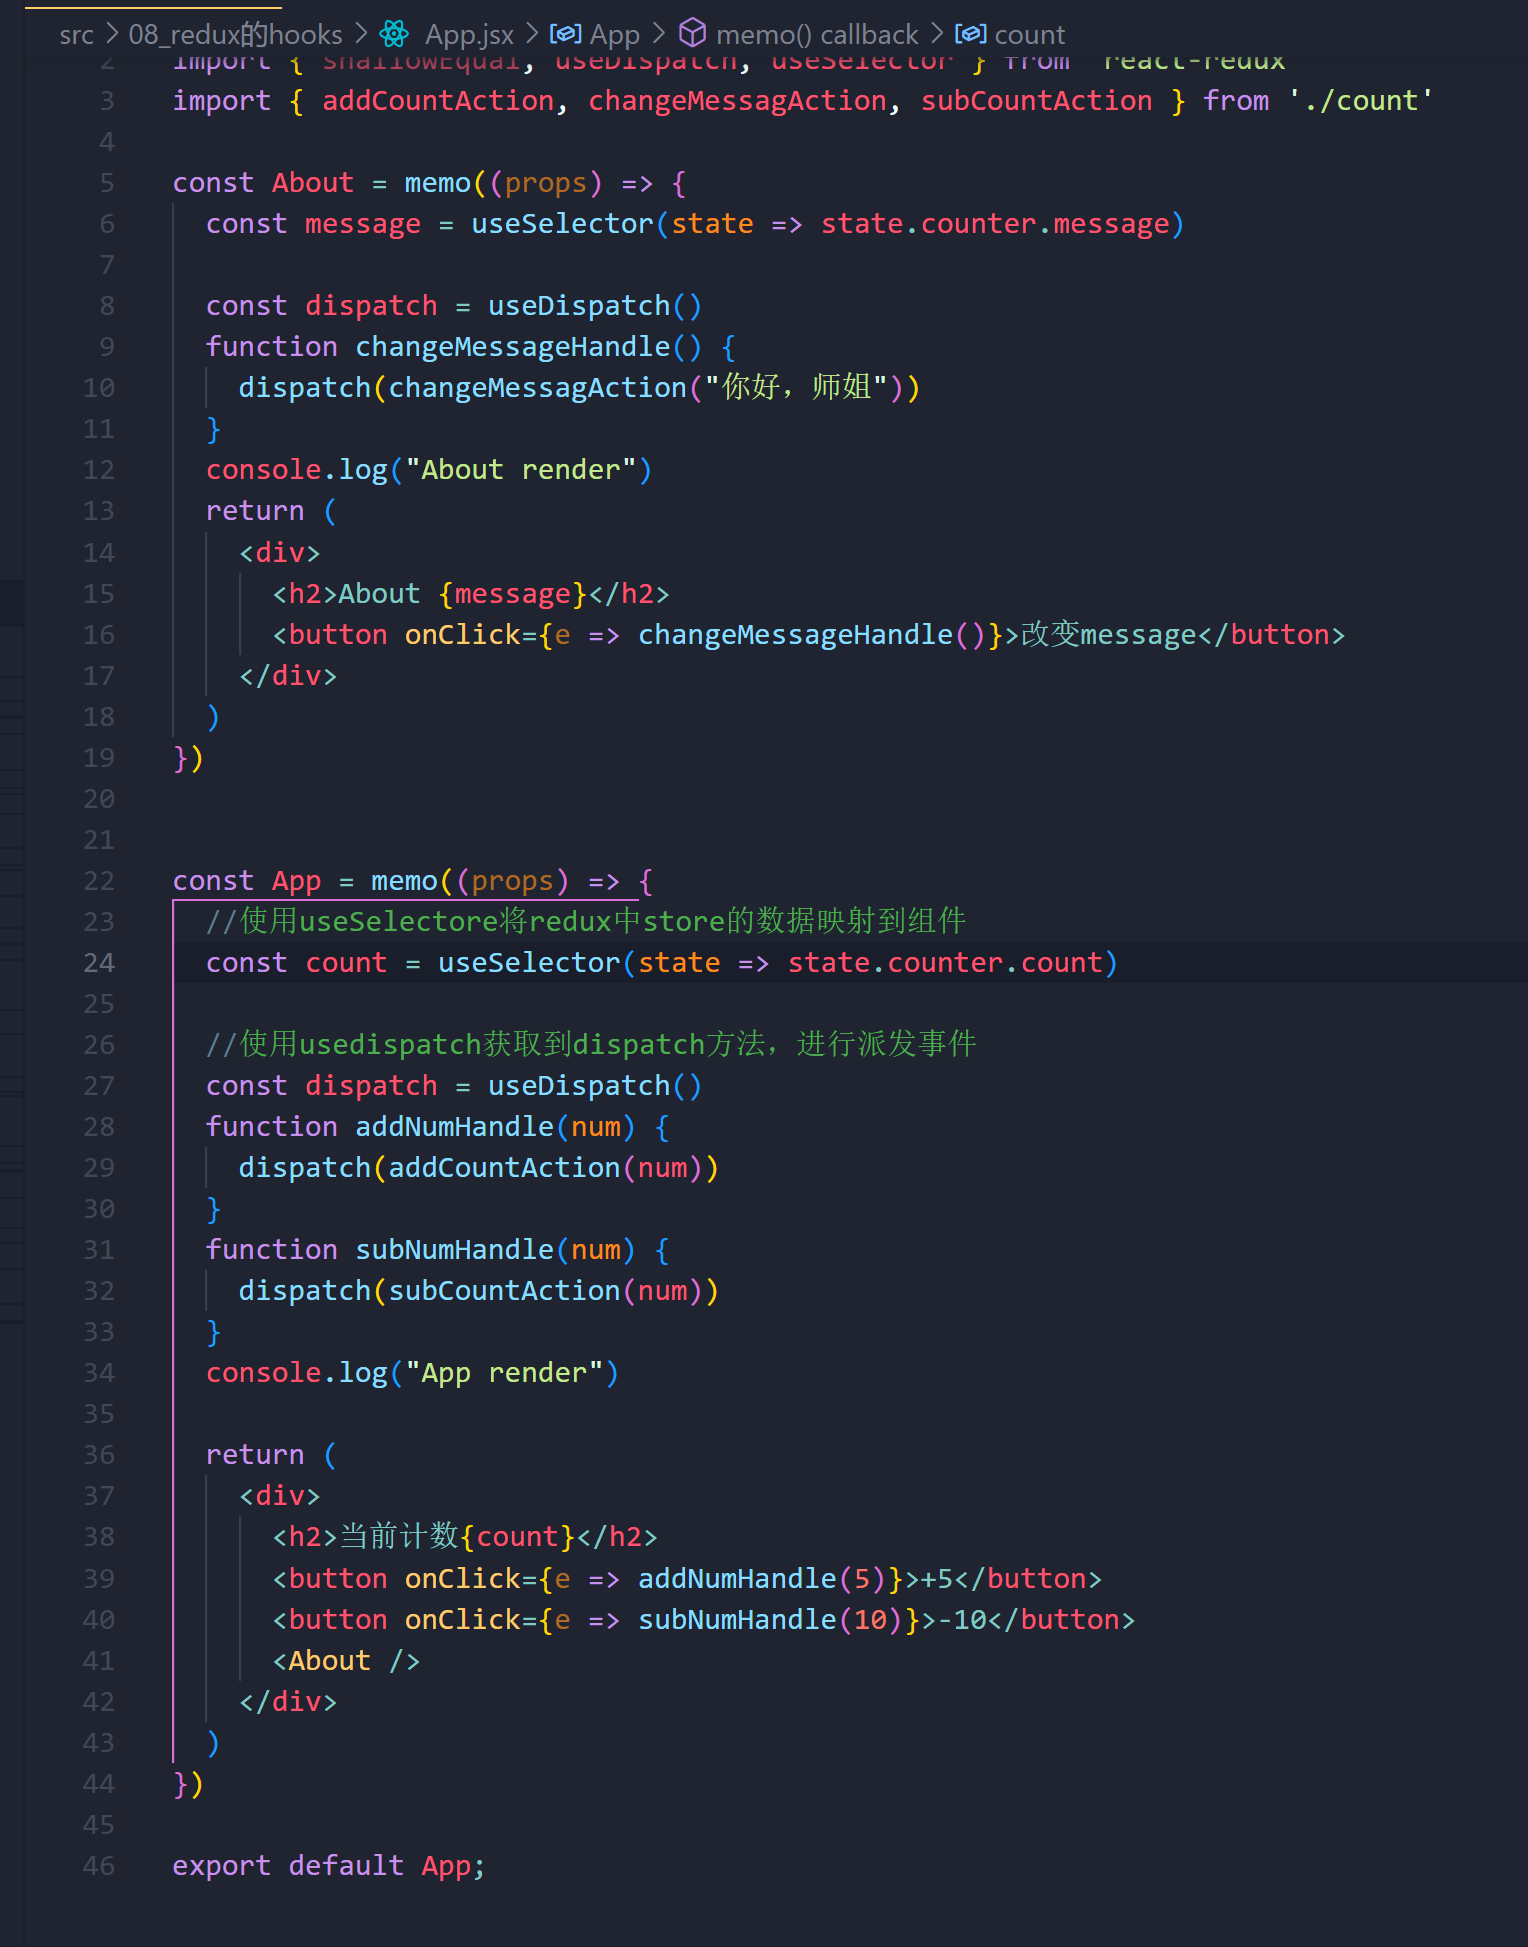 src > 08_redux的hooks > App.jsx > App > memo() callback > count
2 import { shallowEqual, useDispatch, useSelector } from 'react-redux'
3 import { addCountAction, changeMessagAction, subCountAction } from './count'
4
5 const About = memo((props) => {
6 const message = useSelector(state => state.counter.message)
7
8 const dispatch = useDispatch()
9 function changeMessageHandle() {
10 dispatch(changeMessagAction("你好，师姐"))
11 }
12 console.log("About render")
13 return (
14 <div>
15 <h2>About {message}</h2>
16 <button onClick={e => changeMessageHandle()}>改变message</button>
17 </div>
18 )
19 })
20
21
22 const App = memo((props) => {
23 //使用useSelectore将redux中store的数据映射到组件
24 const count = useSelector(state => state.counter.count)
25
26 //使用usedispatch获取到dispatch方法，进行派发事件
27 const dispatch = useDispatch()
28 function addNumHandle(num) {
29 dispatch(addCountAction(num))
30 }
31 function subNumHandle(num) {
32 dispatch(subCountAction(num))
33 }
34 console.log("App render")
35
36 return (
37 <div>
38 <h2>当前计数{count}</h2>
39 <button onClick={e => addNumHandle(5)}>+5</button>
40 <button onClick={e => subNumHandle(10)}>-10</button>
41 <About />
42 </div>
43 )
44 })
45
46 export default App;